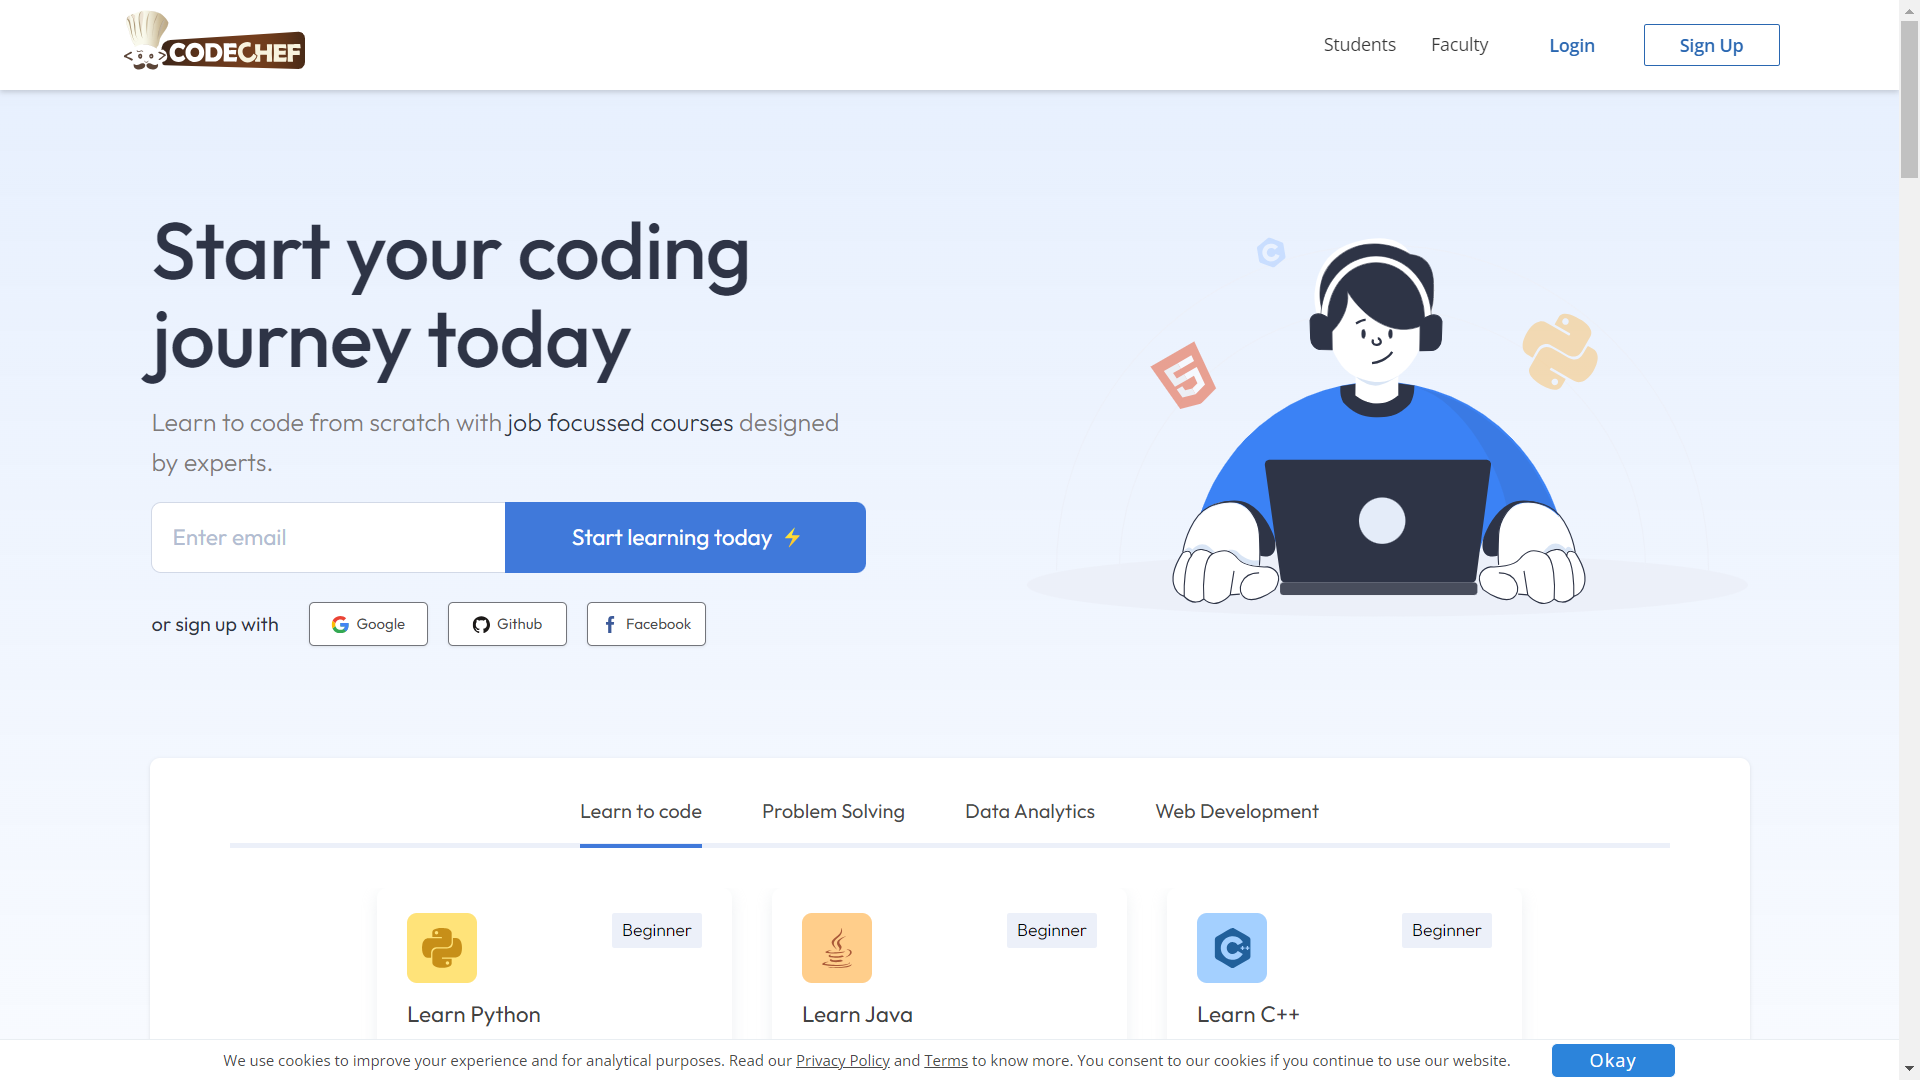 CODECHEF
Students
Faculty
Login
Sign Up
Start your coding
journey today
Learn to code from scratch with job focussed courses designed
by experts.
Enter email
Start learning today ⚡
or sign up with
Google
Github
Facebook
Learn to code
Problem Solving
Data Analytics
Web Development
Beginner
Learn Python
Beginner
Learn Java
Beginner
Learn C++
We use cookies to improve your experience and for analytical purposes. Read our Privacy Policy and Terms to know more. You consent to our cookies if you continue to use our website.
Okay